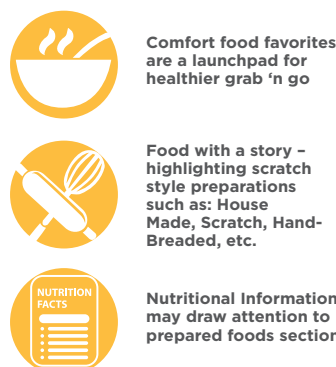 Comfort food favorites
are a launchpad for
healthier grab ‘n go
Food with a story –
highlighting scratch
style preparations
such as: House
Made, Scratch, Hand-
Breaded, etc.
NUTRITION
FACTS
Nutritional Information
may draw attention to
prepared foods section